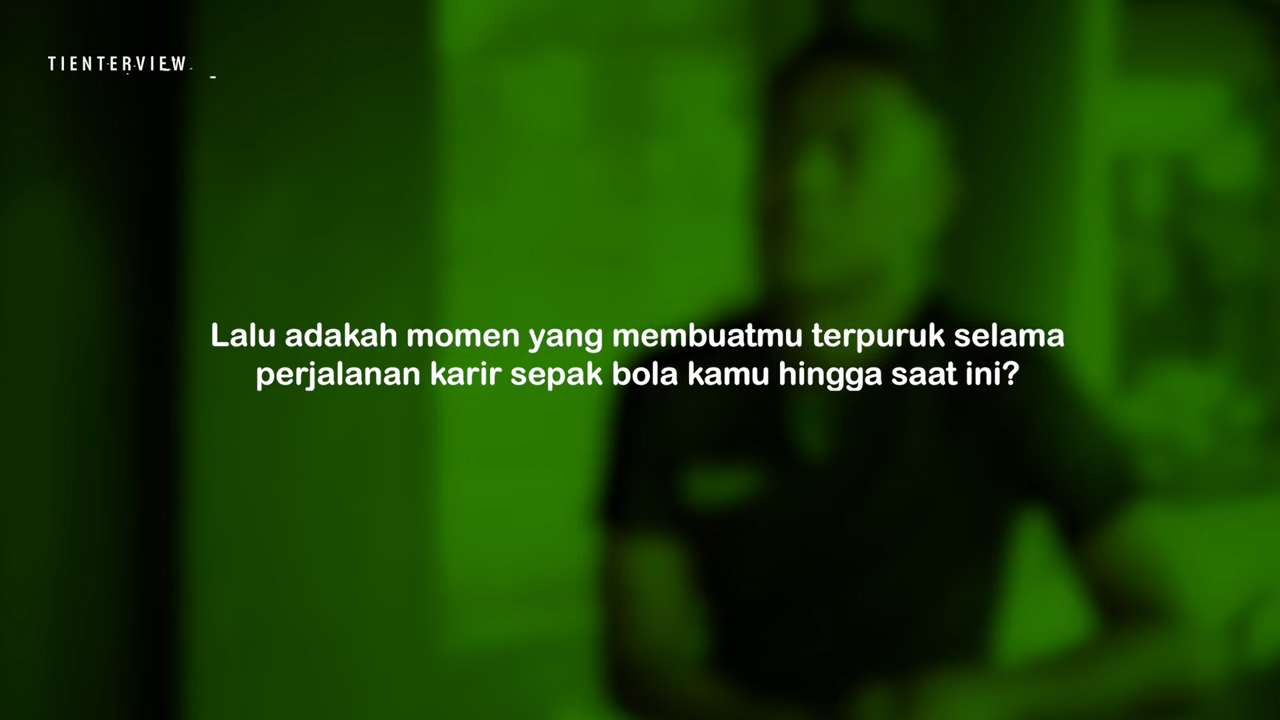 TIENTERVIEW
Lalu adakah momen yang membuatmu terpuruk selama
perjalanan karir sepak bola kamu hingga saat ini?